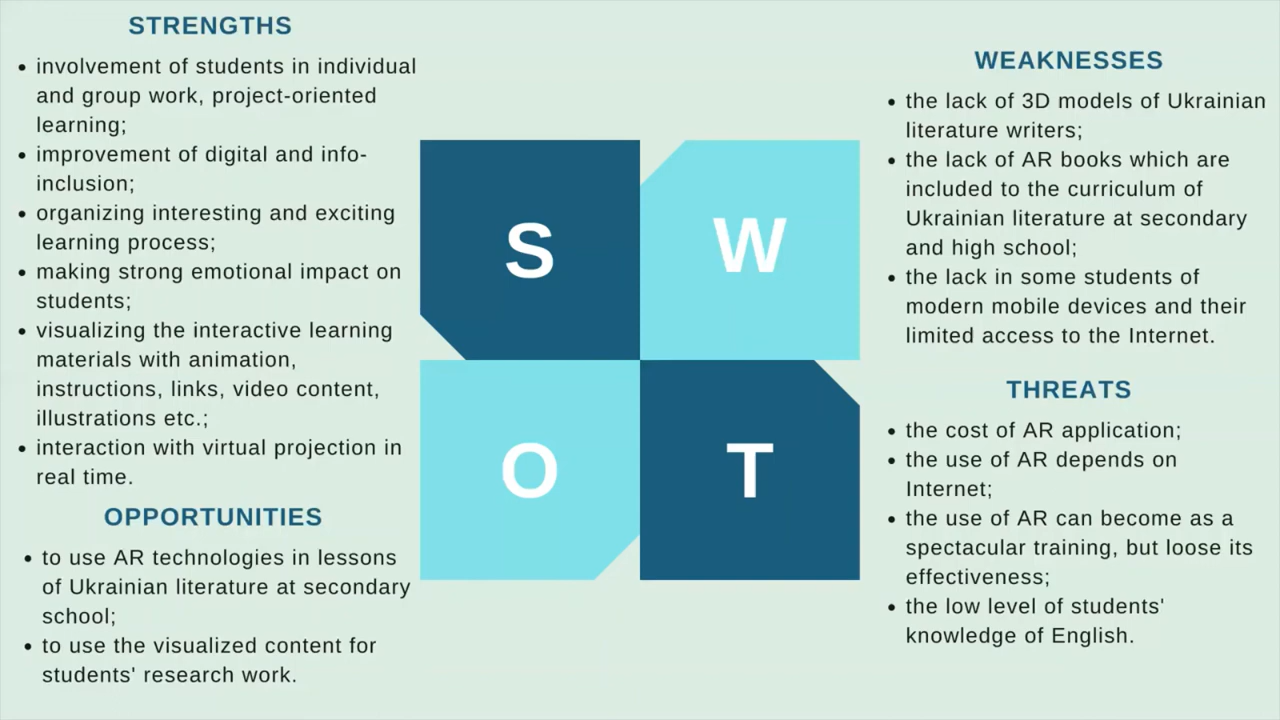 STRENGTHS
• involvement of students in individual
and group work, project-oriented
learning;
• improvement of digital and info-
inclusion;
• organizing interesting and exciting
learning process;
• making strong emotional impact on
students;
• visualizing the interactive learning
materials with animation,
instructions, links, video content,
illustrations etc.;
• interaction with virtual projection in
real time.
OPPORTUNITIES
• to use AR technologies in lessons
of Ukrainian literature at secondary
school;
• to use the visualized content for
students' research work.
S
W
O
T
WEAKNESSES
• the lack of 3D models of Ukrainian
literature writers;
• the lack of AR books which are
included to the curriculum of
Ukrainian literature at secondary
and high school;
• the lack in some students of
modern mobile devices and their
limited access to the Internet.
THREATS
• the cost of AR application;
• the use of AR depends on
Internet;
• the use of AR can become as a
spectacular training, but loose its
effectiveness;
• the low level of students'
knowledge of English.